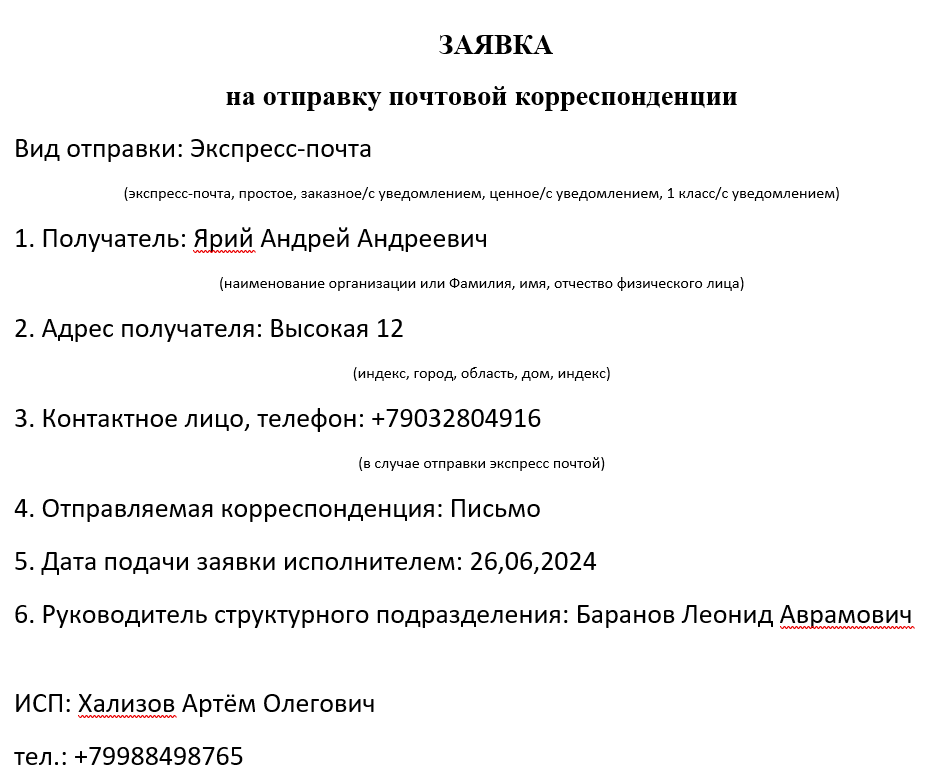 ЗАЯВКА
на отправку почтовой корреспонденции
Вид отправки: Экспресс-почта
(экспресс-почта, простое, заказное/с уведомлением, ценное/с уведомлением, 1 класс/с уведомлением)
1. Получатель: Ярий Андрей Андреевич
(наименование организации или Фамилия, имя, отчество физического лица)
2. Адрес получателя: Высокая 12
(индекс, город, область, дом, индекс)
3. Контактное лицо, телефон: +79032804916
(в случае отправки экспресс почтой)
4. Отправляемая корреспонденция: Письмо
5. Дата подачи заявки исполнителем: 26,06,2024
6. Руководитель структурного подразделения: Баранов Леонид Аврамович
ИСП: Хализов Артём Олегович
тел.: +79988498765